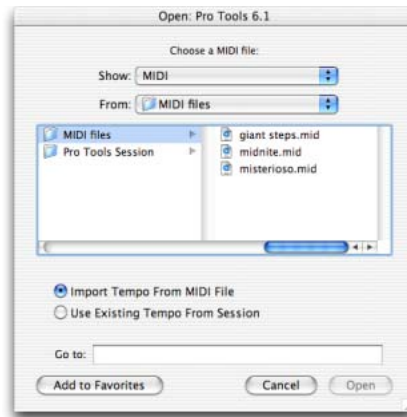 Open: Pro Tools 6.1
Choose a MIDI file:
Show: MIDI
From: MIDI files
MIDI files
Pro Tools Session
giant steps.mid
midnite.mid
misterioso.mid
Import Tempo From MIDI File
Use Existing Tempo From Session
Go to:
Add to Favorites
Cancel
Open